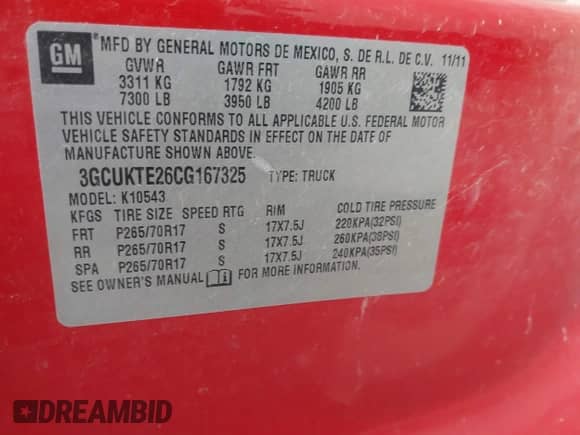 GM
*MFD BY GENERAL MOTORS DE MEXICO, S. DE R.L. DE C.V. 11/11
GVWR GAWR FRT GAWR RR
3311 KG 1792 KG 1905 KG
7300 LB 3950 LB 4200 LB
THIS VEHICLE CONFORMS TO ALL APPLICABLE U.S. FEDERAL MOTOR
VEHICLE SAFETY STANDARDS IN EFFECT ON THE DATE OF
MANUFACTURE SHOWN ABOVE.
3GCUKTE26CG167325 TYPE: TRUCK
MODEL: K10543
KFGS TIRE SIZE SPEED RTG RIM COLD TIRE PRESSURE
FRT P265/70R17 S 17X7.5J 220KPA(32PSI)
RR P265/70R17 S 17X7.5J 260KPA(38PSI)
SPA P265/70R17 S 17X7.5J 240KPA(35PSI)
SEE OWNER'S MANUAL FOR MORE INFORMATION.
DREAMBID